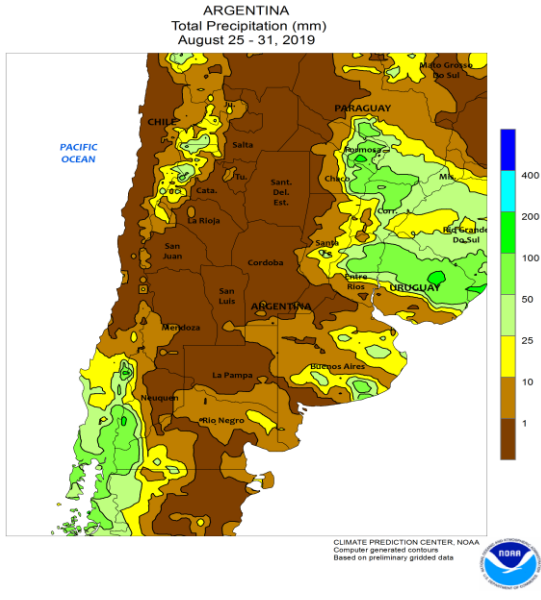 ARGENTINA
Total Precipitation (mm)
August 25 - 31, 2019
Mato Grosso
Do Sul
Ju.
PARAGUAY
CHILE
PACIFIC
OCEAN
Salta
Formosa
400
Tu.
Chaco
Mis.
Cata.
Sant.
Del.
Est.
Corr.
200
La Rioja
Rio Grande
Do Sul
Santa
Fe
100
San
Juan
Cordoba
Entre
Rios
URUGUAY
50
San
Luis
ARGENTINA
Mendoza
25
Buenos Aires
La Pampa
10
Neuquen
Rio Negro
1
CLIMATE PREDICTION CENTER, NOAA
Computer generated contours
Based on preliminary gridded data
NOAA